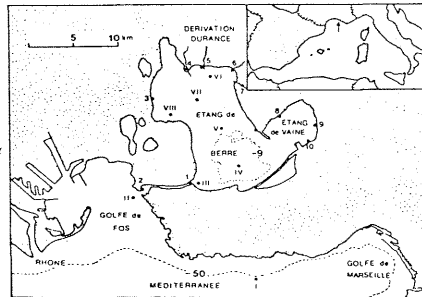 DERIVATION
DURANCE
5 10 km
4 5 6
VI
7
3
VII
VIII
ETANG de
V
8
ETANG
de VAINE
9
10
BERRE -9
IV
1 III
2
II
GOLFE de
FOS
RHONE
-50
MEDITERRANEE
I
GOLFE de
MARSEILLE